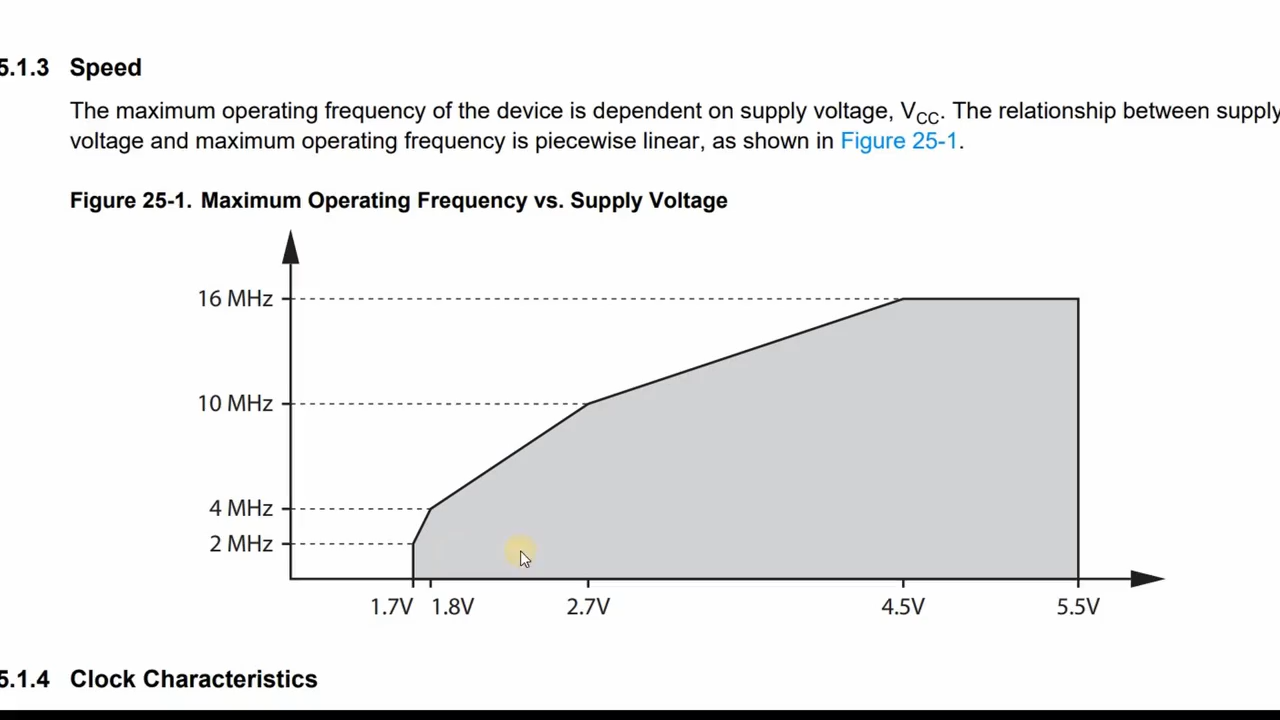 5.1.3 Speed
The maximum operating frequency of the device is dependent on supply voltage, VCC. The relationship between supply
voltage and maximum operating frequency is piecewise linear, as shown in Figure 25-1.
Figure 25-1. Maximum Operating Frequency vs. Supply Voltage
16 MHz
10 MHz
4 MHz
2 MHz
1.7V 1.8V 2.7V 4.5V 5.5V
5.1.4 Clock Characteristics